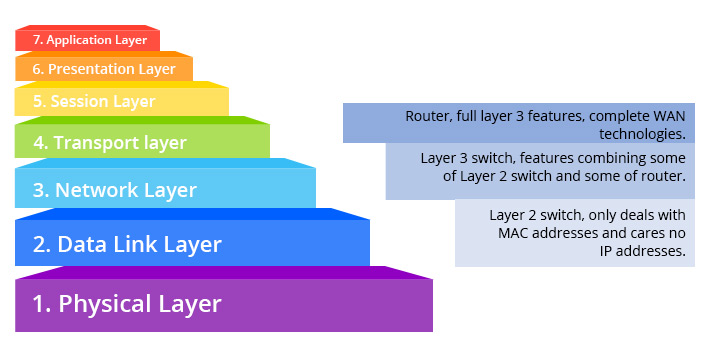 7. Application Layer
6. Presentation Layer
5. Session Layer
4. Transport layer
3. Network Layer
2. Data Link Layer
1. Physical Layer
Router, full layer 3 features, complete WAN
technologies.
Layer 3 switch, features combining some
of Layer 2 switch and some of router.
Layer 2 switch, only deals with
MAC addresses and cares no
IP addresses.